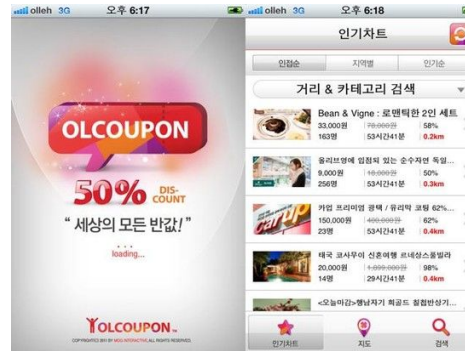 olleh 3G 오후 6:17
OLCOUPON
50% DIS-
COUNT
“ 세상의 모든 반값!”
loading...
OLCOUPON
olleh 3G 오후 6:18
인기차트
인접순 지역별 인기순
거리 & 카테고리 검색
Bean & Vigne : 로맨틱한 2인 세트
33,000원 78,000원 58%
163명 53시간41분 0.2km
올리브영에 입점되 있는 순수자연 독일...
9,000원 18,000원 50%
256명 53시간41분 0.3km
카업 프리미엄 광택 / 유리막 코팅 62%...
150,000원 400,000원 62%
23명 53시간41분 0.4km
태국 코사무이 신혼여행 르네상스풀빌라
20,000원 1,099,000원 98%
14명 29시간41분 0.4km
<오늘마감>행남자기 희골드 칠첩반상기...
인기차트 지도 검색